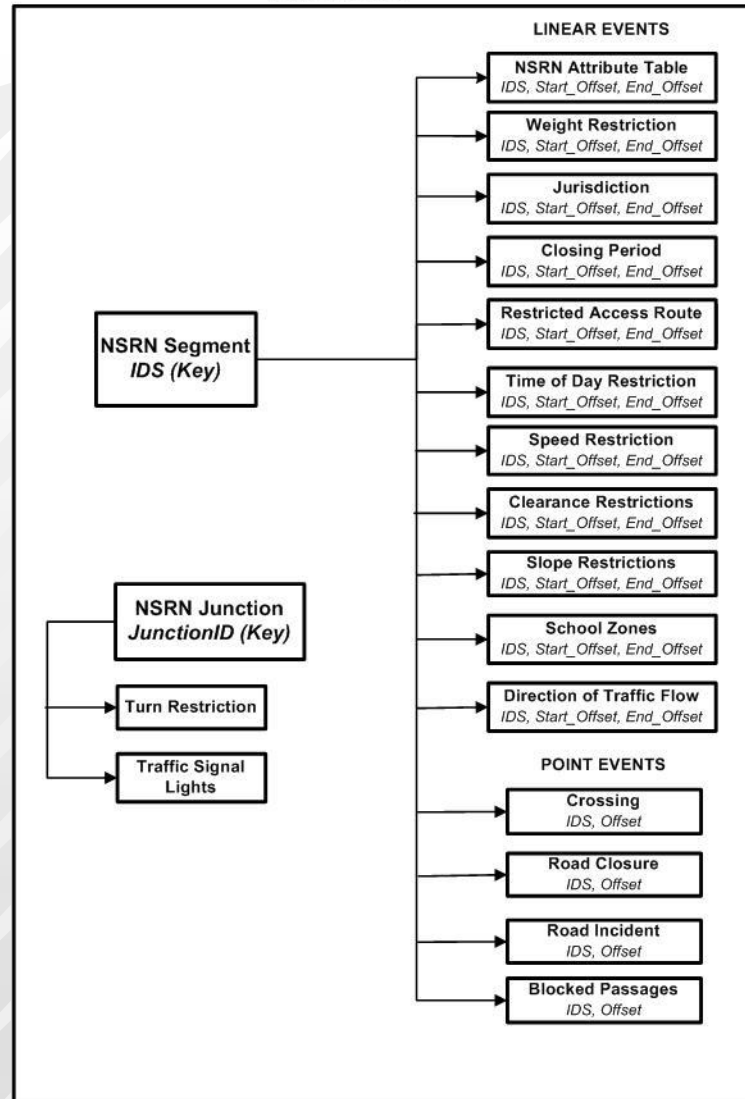 LINEAR EVENTS
NSRN Attribute Table
IDS, Start_Offset, End_Offset
Weight Restriction
IDS, Start_Offset, End_Offset
Jurisdiction
IDS, Start_Offset, End_Offset
Closing Period
IDS, Start_Offset, End_Offset
Restricted Access Route
IDS, Start_Offset, End_Offset
NSRN Segment
IDS (Key)
Time of Day Restriction
IDS, Start_Offset, End_Offset
Speed Restriction
IDS, Start_Offset, End_Offset
Clearance Restrictions
IDS, Start_Offset, End_Offset
Slope Restrictions
IDS, Start_Offset, End_Offset
NSRN Junction
JunctionID (Key)
School Zones
IDS, Start_Offset, End_Offset
Turn Restriction
Direction of Traffic Flow
IDS, Start_Offset, End_Offset
Traffic Signal
Lights
POINT EVENTS
Crossing
IDS, Offset
Road Closure
IDS, Offset
Road Incident
IDS, Offset
Blocked Passages
IDS, Offset